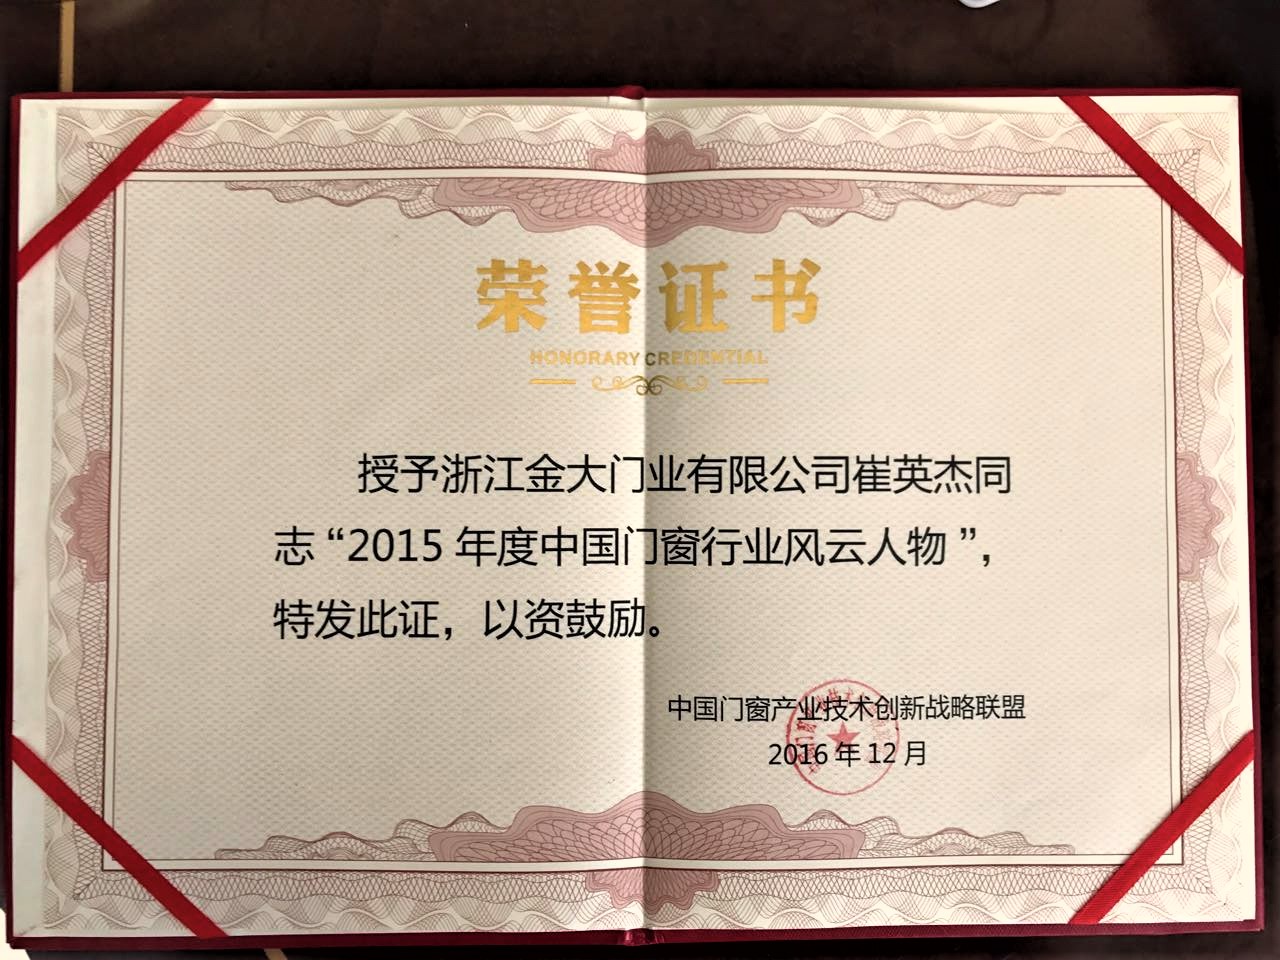 荣誉证书
HONORARY CREDENTIAL
授予浙江金大门业有限公司崔英杰同
志“2015年度中国门窗行业风云人物”，
特发此证，以资鼓励。
中国门窗产业技术创新战略联盟
2016年12月